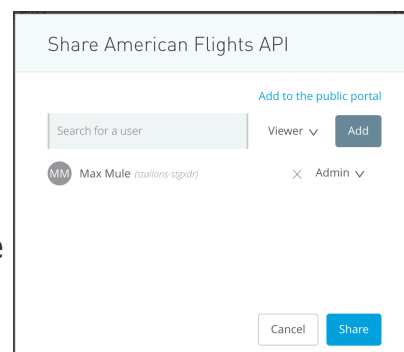 Share American Flights API
Add to the public portal
Search for a user Viewer Add
MM Max Mule (stallions-stgxdr) Admin
e
Cancel Share